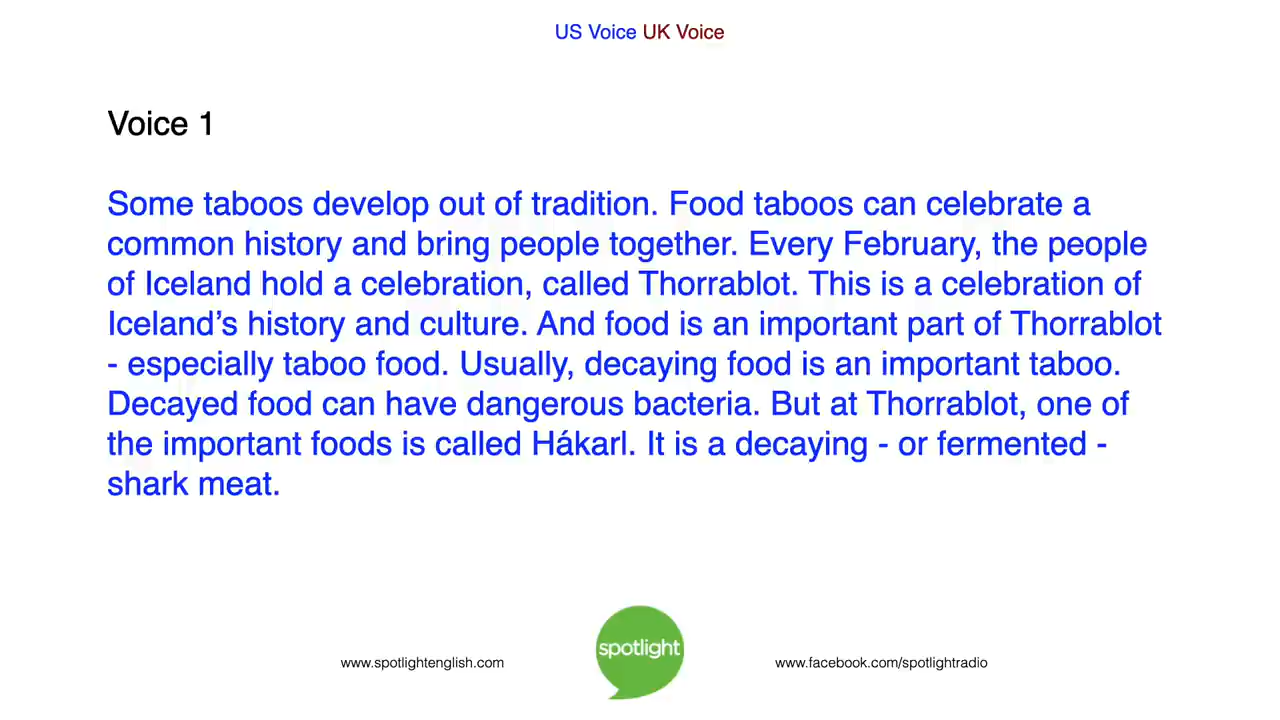 US Voice UK Voice
Voice 1
Some taboos develop out of tradition. Food taboos can celebrate a
common history and bring people together. Every February, the people
of Iceland hold a celebration, called Thorrablot. This is a celebration of
Iceland’s history and culture. And food is an important part of Thorrablot
- especially taboo food. Usually, decaying food is an important taboo.
Decayed food can have dangerous bacteria. But at Thorrablot, one of
the important foods is called Hákarl. It is a decaying - or fermented -
shark meat.
spotlight
www.spotlightenglish.com
www.facebook.com/spotlightradio